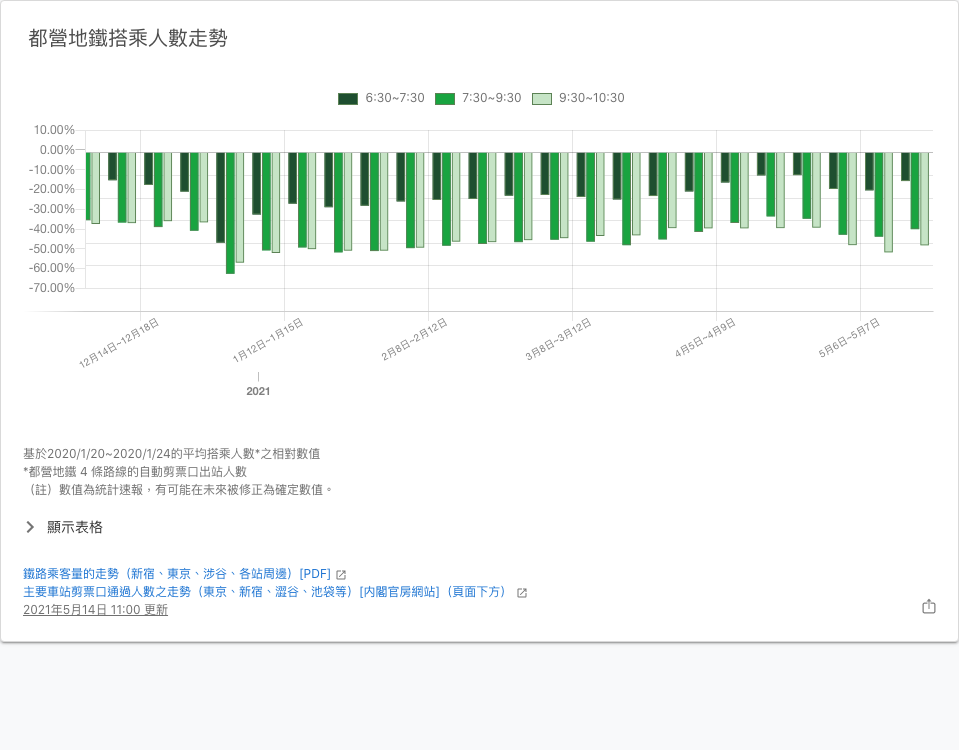 都營地鐵搭乘人數走勢
6:30~7:30 7:30~9:30 9:30~10:30
10.00%
0.00%
-10.00%
-20.00%
-30.00%
-40.00%
-50.00%
-60.00%
-70.00%
12月14日~12月18日
1月12日~1月15日
2月8日~2月12日
3月8日~3月12日
4月5日~4月9日
5月6日~5月7日
2021
基於2020/1/20~2020/1/24的平均搭乘人數*之相對數值
*都營地鐵 4 條路線的自動剪票口出站人數
（註）數值為統計速報，有可能在未來被修正為確定數值。
顯示表格
鐵路乘客量的走勢（新宿、東京、涉谷、各站周邊）[PDF]
主要車站剪票口通過人數之走勢（東京、新宿、澀谷、池袋等）[内閣官房網站]（頁面下方）
2021年5月14日 11:00 更新